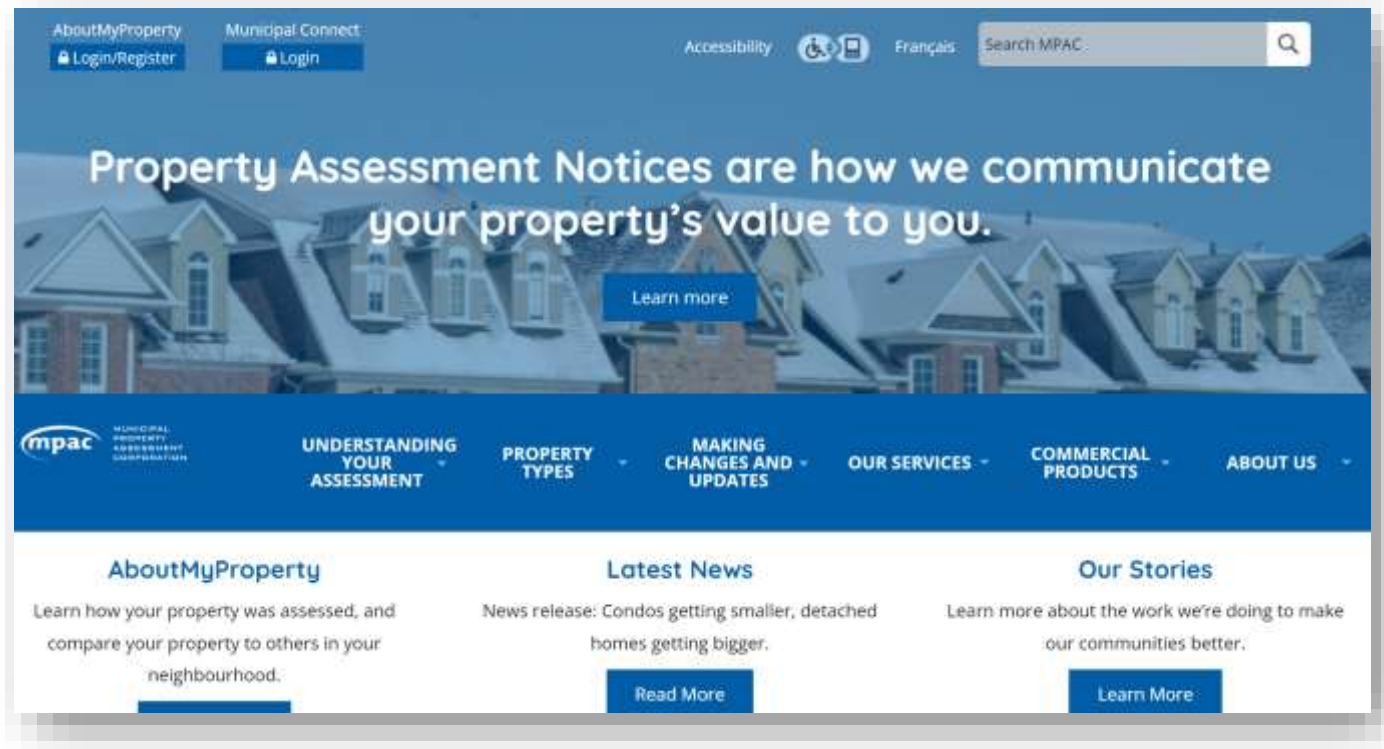 AboutMyProperty
Login/Register
Municipal Connect
Login
Accessibility
Français
Search MPAC
Property Assessment Notices are how we communicate
your property's value to you.
Learn more
mpac
MUNICIPAL
PROPERTY
ASSESSMENT
CORPORATION
UNDERSTANDING
YOUR
ASSESSMENT
PROPERTY
TYPES
MAKING
CHANGES AND
UPDATES
OUR SERVICES
COMMERCIAL
PRODUCTS
ABOUT US
AboutMyProperty
Learn how your property was assessed, and
compare your property to others in your
neighbourhood.
Latest News
News release: Condos getting smaller, detached
homes getting bigger.
Read More
Our Stories
Learn more about the work we're doing to make
our communities better.
Learn More